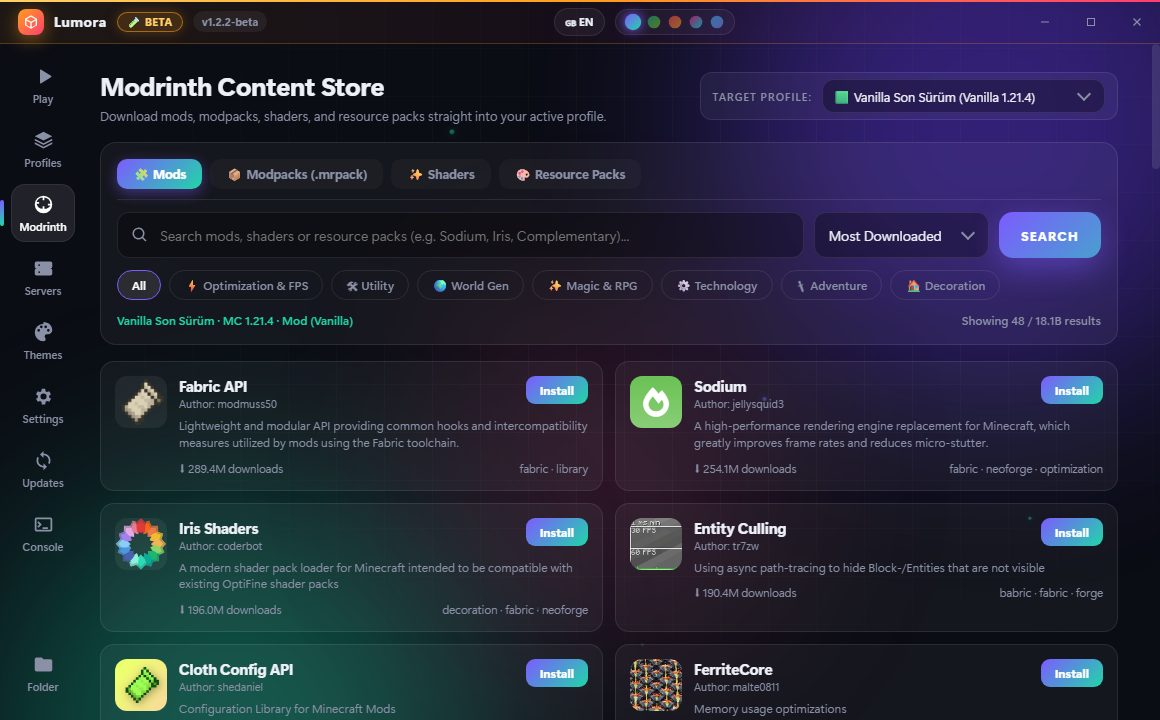 Lumora BETA v1.2.2-beta GB EN
Play
Profiles
Modrinth
Servers
Themes
Settings
Updates
Console
Folder
Modrinth Content Store
Download mods, modpacks, shaders, and resource packs straight into your active profile.
TARGET PROFILE: Vanilla Son Sürüm (Vanilla 1.21.4)
Mods Modpacks (.mrpack) Shaders Resource Packs
Search mods, shaders or resource packs (e.g. Sodium, Iris, Complementary)... Most Downloaded SEARCH
All Optimization & FPS Utility World Gen Magic & RPG Technology Adventure Decoration
Vanilla Son Sürüm · MC 1.21.4 · Mod (Vanilla) Showing 48 / 18.1B results
Fabric API Install
Author: modmuss50
Lightweight and modular API providing common hooks and intercompatibility
measures utilized by mods using the Fabric toolchain.
⬇ 289.4M downloads fabric · library
Sodium Install
Author: jellysquid3
A high-performance rendering engine replacement for Minecraft, which
greatly improves frame rates and reduces micro-stutter.
⬇ 254.1M downloads fabric · neoforge · optimization
Iris Shaders Install
Author: coderbot
A modern shader pack loader for Minecraft intended to be compatible with
existing OptiFine shader packs
⬇ 196.0M downloads decoration · fabric · neoforge
30 FPS
60 FPS
Entity Culling Install
Author: tr7zw
Using async path-tracing to hide Block-/Entities that are not visible
⬇ 190.4M downloads babric · fabric · forge
Cloth Config API Install
Author: shedaniel
Configuration Library for Minecraft Mods
FerriteCore Install
Author: malte0811
Memory usage optimizations